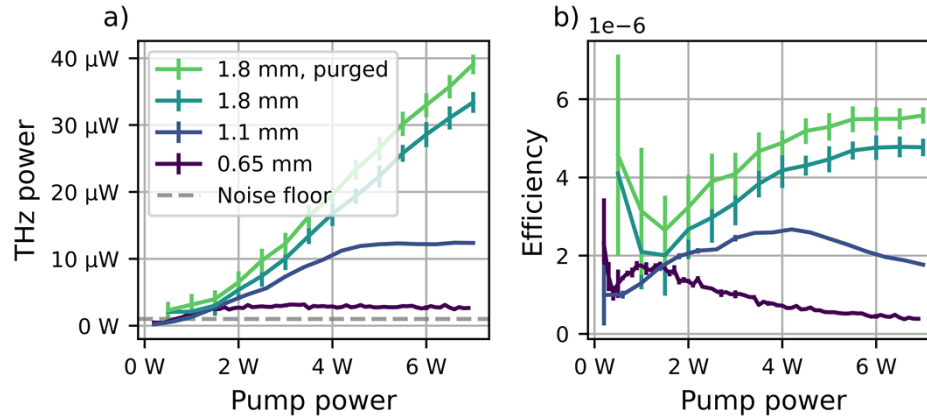 a)
40 µW
30 µW
20 µW
10 µW
0 W
THz power
1.8 mm, purged
1.8 mm
1.1 mm
0.65 mm
Noise floor
0 W 2 W 4 W 6 W
Pump power
b)
1e−6
6
4
2
0
Efficiency
0 W 2 W 4 W 6 W
Pump power